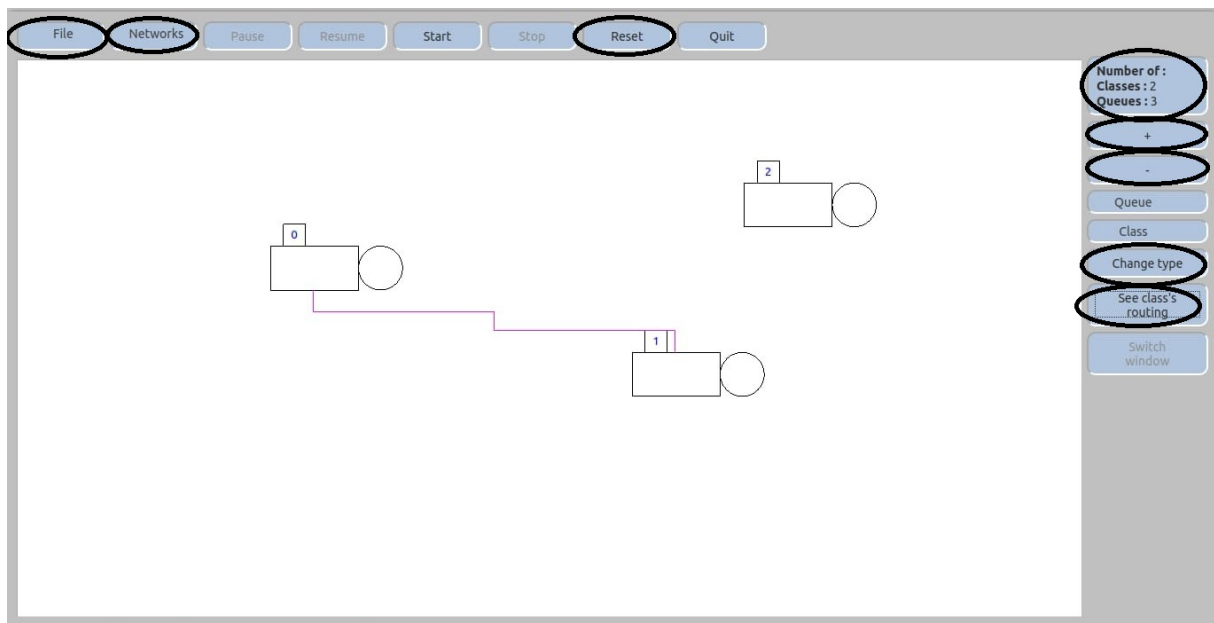 File Networks Pause Resume Start Stop Reset Quit
Number of :
Classes : 2
Queues : 3
+
-
Queue
Class
Change type
See class's
routing
Switch
window
2
0
1